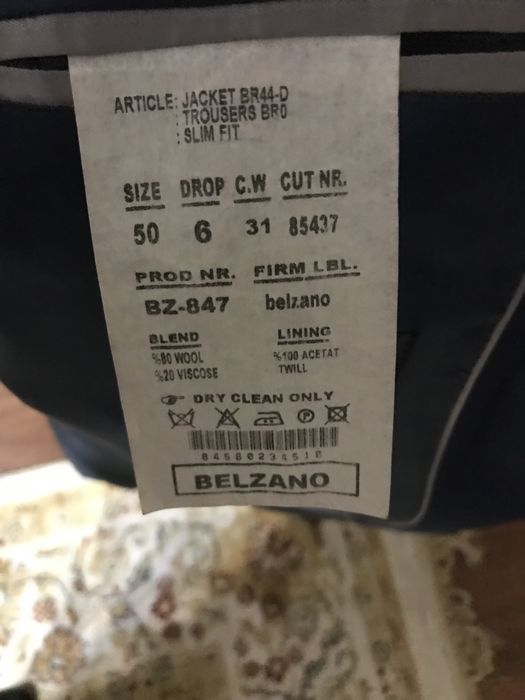 ARTICLE: JACKET BR44-D
: TROUSERS BR0
: SLIM FIT
SIZE DROP C.W CUT NR.
50 6 31 85437
PROD NR. FIRM LBL.
BZ-847 belzano
BLEND LINING
%80 WOOL %100 ACETAT
%20 VISCOSE TWILL
DRY CLEAN ONLY
P
BELZANO